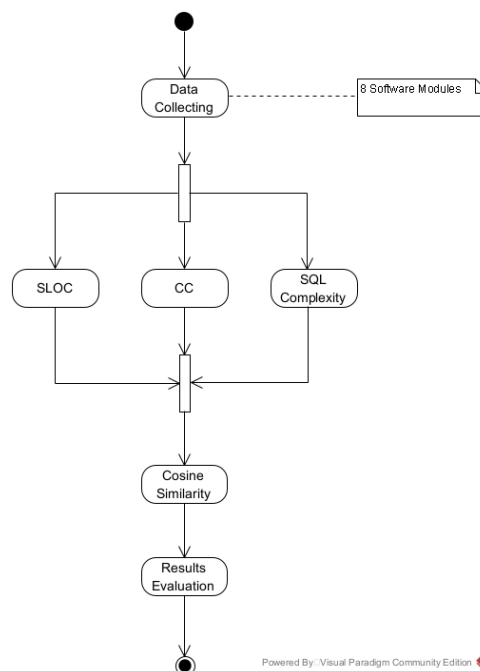 Data
Collecting
8 Software Modules
SLOC
CC
SQL
Complexity
Cosine
Similarity
Results
Evaluation
Powered By Visual Paradigm Community Edition